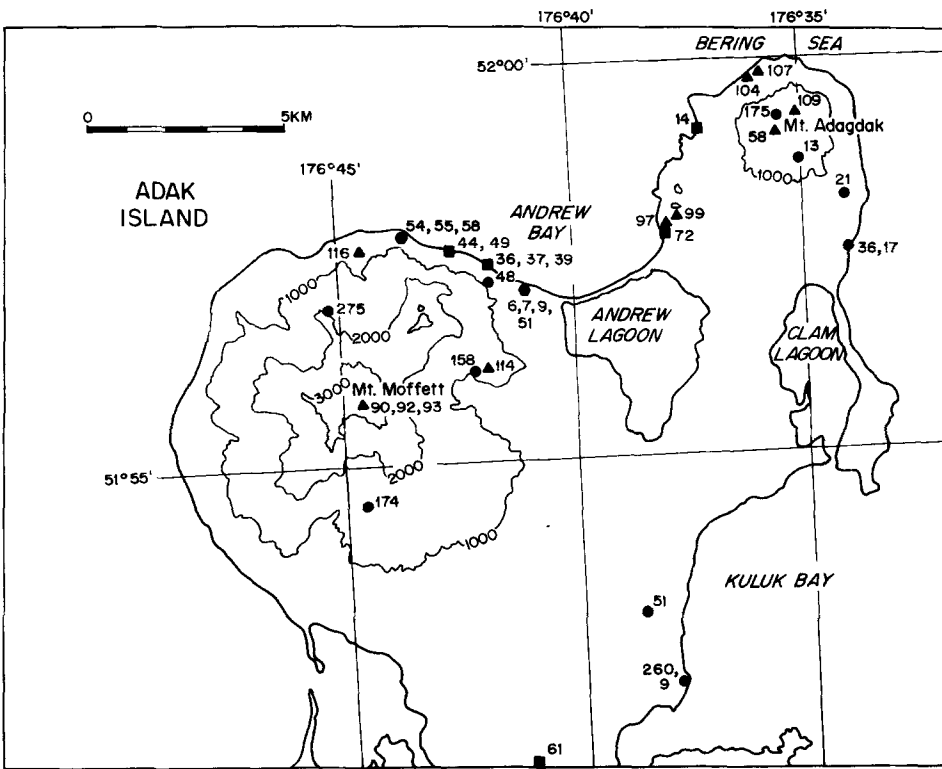 176°40'
176°35'
BERING SEA
52°00'
107
104
0
5KM
109
175
Mt. Adagdak
58
14
13
1000
176°45'
21
ADAK
ISLAND
ANDREW
BAY
97
99
72
54, 55, 58
44, 49
36, 17
116
36, 37, 39
1000
48
6,7,9,
51
275
2000
ANDREW
LAGOON
CLAM
LAGOON
158
114
3000
Mt. Moffett
90,92,93
51°55'
2000
174
1000
KULUK BAY
51
260,
9
61